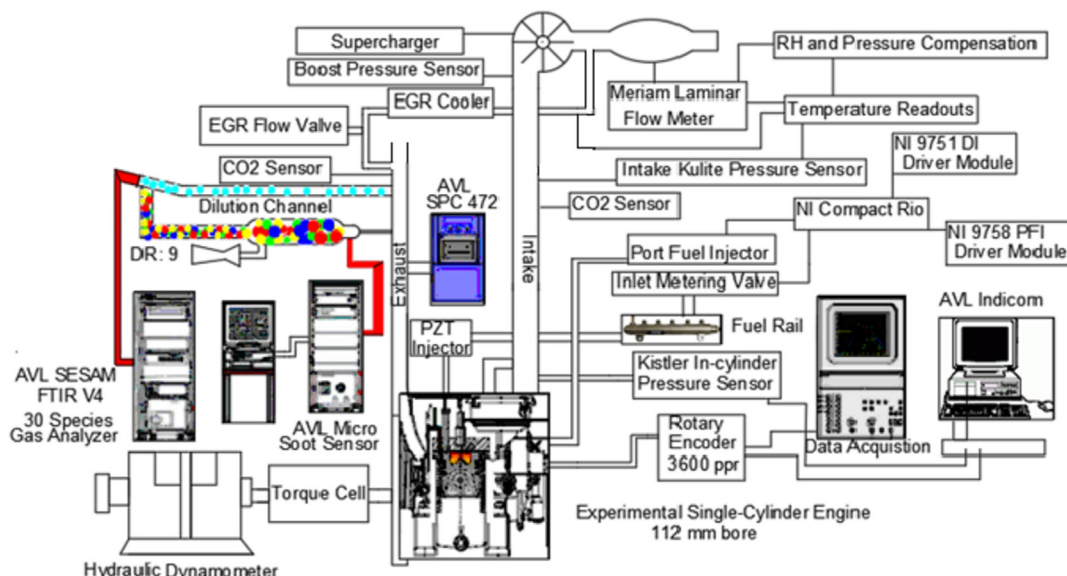 Supercharger
Boost Pressure Sensor
EGR Cooler
EGR Flow Valve
CO2 Sensor
Dilution Channel
DR: 9
AVL
SPC 472
Exhaust
Intake
RH and Pressure Compensation
Meriam Laminar
Flow Meter
Temperature Readouts
NI 9751 DI
Driver Module
Intake Kulite Pressure Sensor
CO2 Sensor
NI Compact Rio
Port Fuel Injector
NI 9758 PFI
Driver Module
Inlet Metering Valve
AVL Indicom
PZT
Injector
Fuel Rail
Kistler In-cylinder
Pressure Sensor
AVL SESAM
FTIR V4
30 Species
Gas Analyzer
AVL Micro
Soot Sensor
Rotary
Encoder
3600 ppr
Data Acquistion
Torque Cell
Experimental Single-Cylinder Engine
112 mm bore
Hydraulic Dynamometer